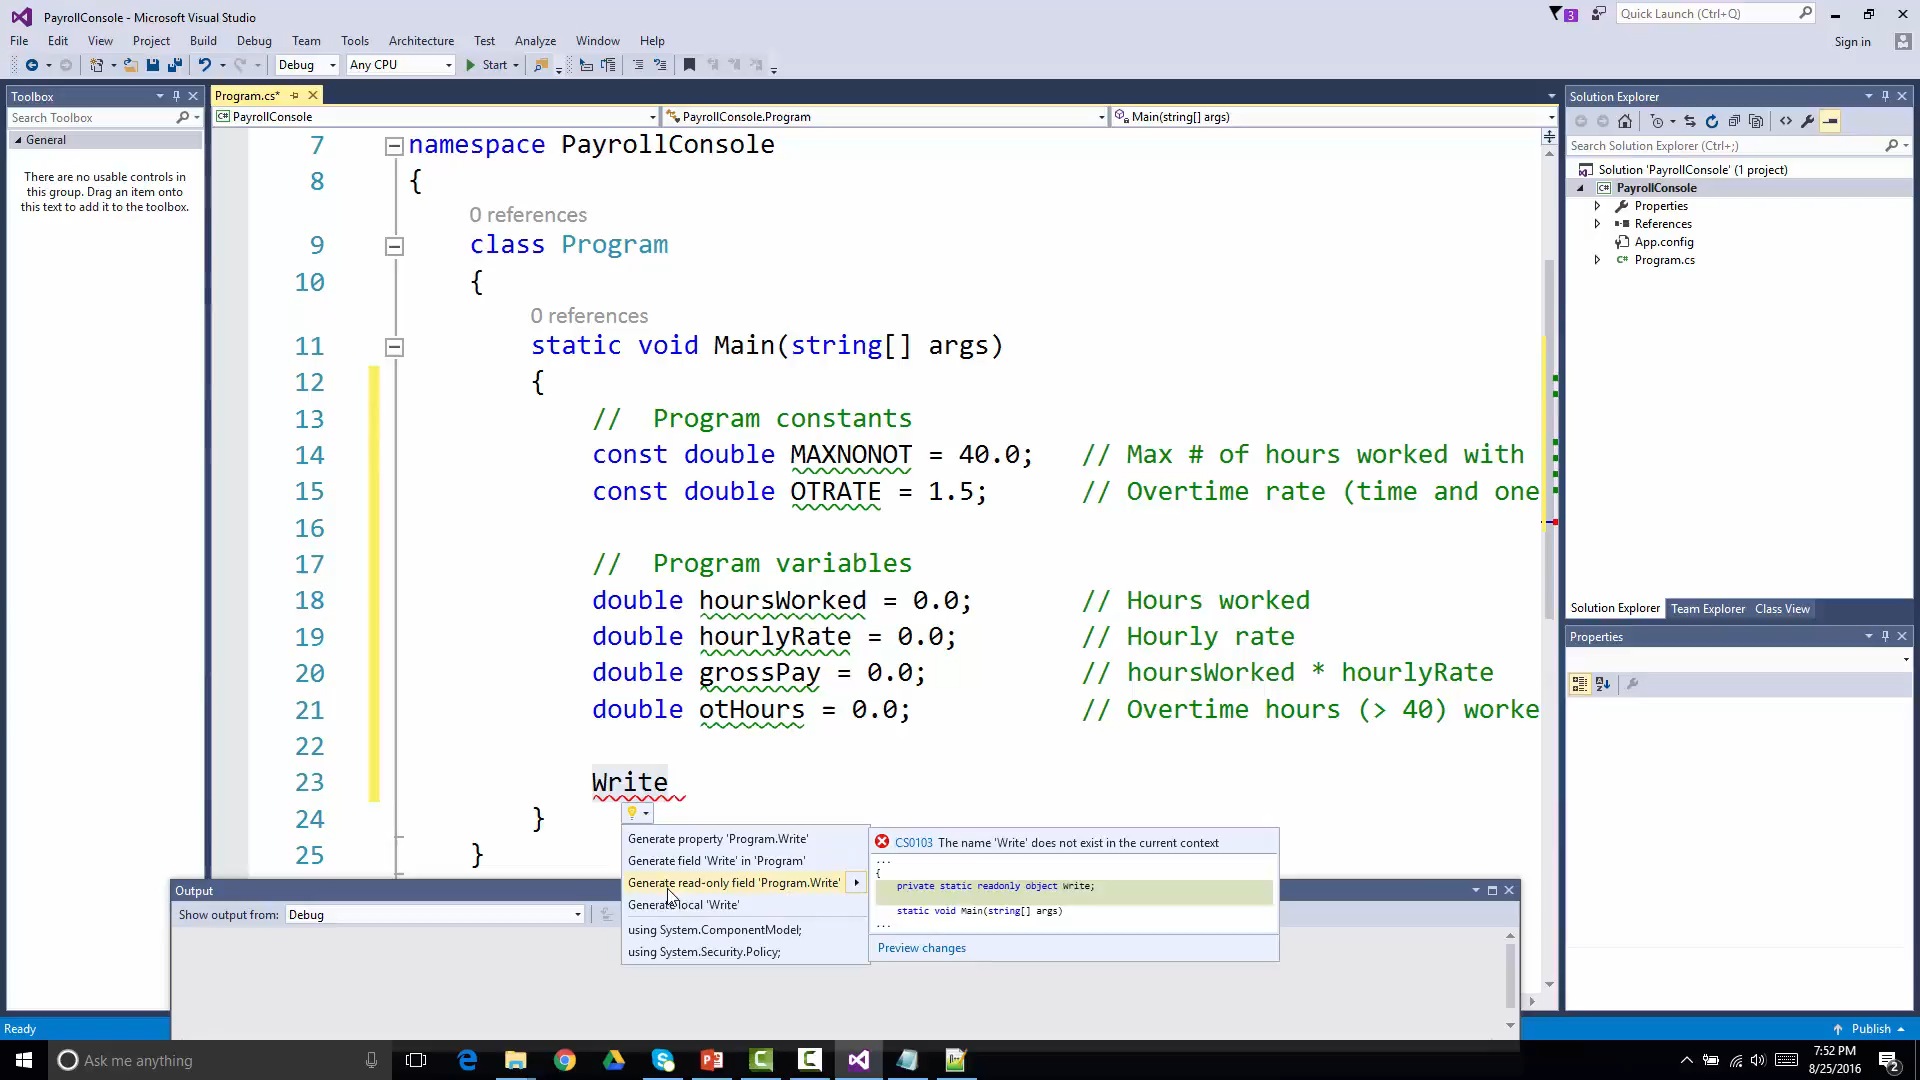 PayrollConsole - Microsoft Visual Studio
3
Quick Launch (Ctrl+Q)
File Edit View Project Build Debug Team Tools Architecture Test Analyze Window Help
Sign in
Debug Any CPU Start
Toolbox
Search Toolbox
General
There are no usable controls in
this group. Drag an item onto
this text to add it to the toolbox.
Program.cs*
PayrollConsole PayrollConsole.Program Main(string[] args)
7 namespace PayrollConsole
8 {
0 references
9 class Program
10 {
0 references
11 static void Main(string[] args)
12 {
13 // Program constants
14 const double MAXNONOT = 40.0; // Max # of hours worked with
15 const double OTRATE = 1.5; // Overtime rate (time and one
16
17 // Program variables
18 double hoursWorked = 0.0; // Hours worked
19 double hourlyRate = 0.0; // Hourly rate
20 double grossPay = 0.0; // hoursWorked * hourlyRate
21 double otHours = 0.0; // Overtime hours (> 40) worke
22
23 Write
24 }
25 }
Generate property 'Program.Write'
Generate field 'Write' in 'Program'
Generate read-only field 'Program.Write'
Generate local 'Write'
using System.ComponentModel;
using System.Security.Policy;
CS0103 The name 'Write' does not exist in the current context
...
{
private static readonly object Write;
static void Main(string[] args)
...
Preview changes
Output
Show output from: Debug
Solution Explorer
Search Solution Explorer (Ctrl+;)
Solution 'PayrollConsole' (1 project)
C# PayrollConsole
Properties
References
App.config
C# Program.cs
Solution Explorer Team Explorer Class View
Properties
Ready
Publish
Ask me anything
7:52 PM
8/25/2016
2